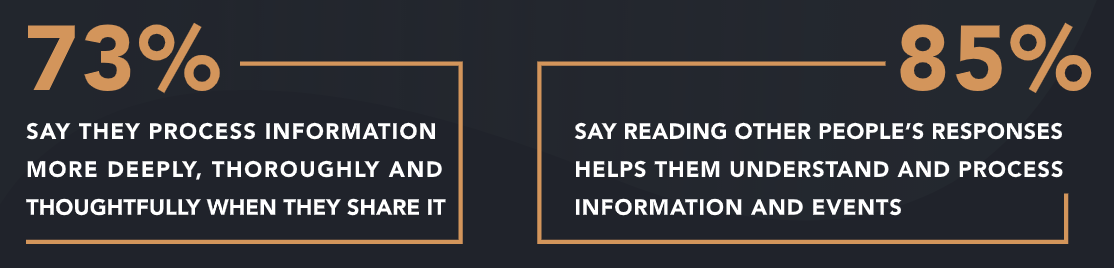 73%
SAY THEY PROCESS INFORMATION
MORE DEEPLY, THOROUGHLY AND
THOUGHTFULLY WHEN THEY SHARE IT
85%
SAY READING OTHER PEOPLE’S RESPONSES
HELPS THEM UNDERSTAND AND PROCESS
INFORMATION AND EVENTS